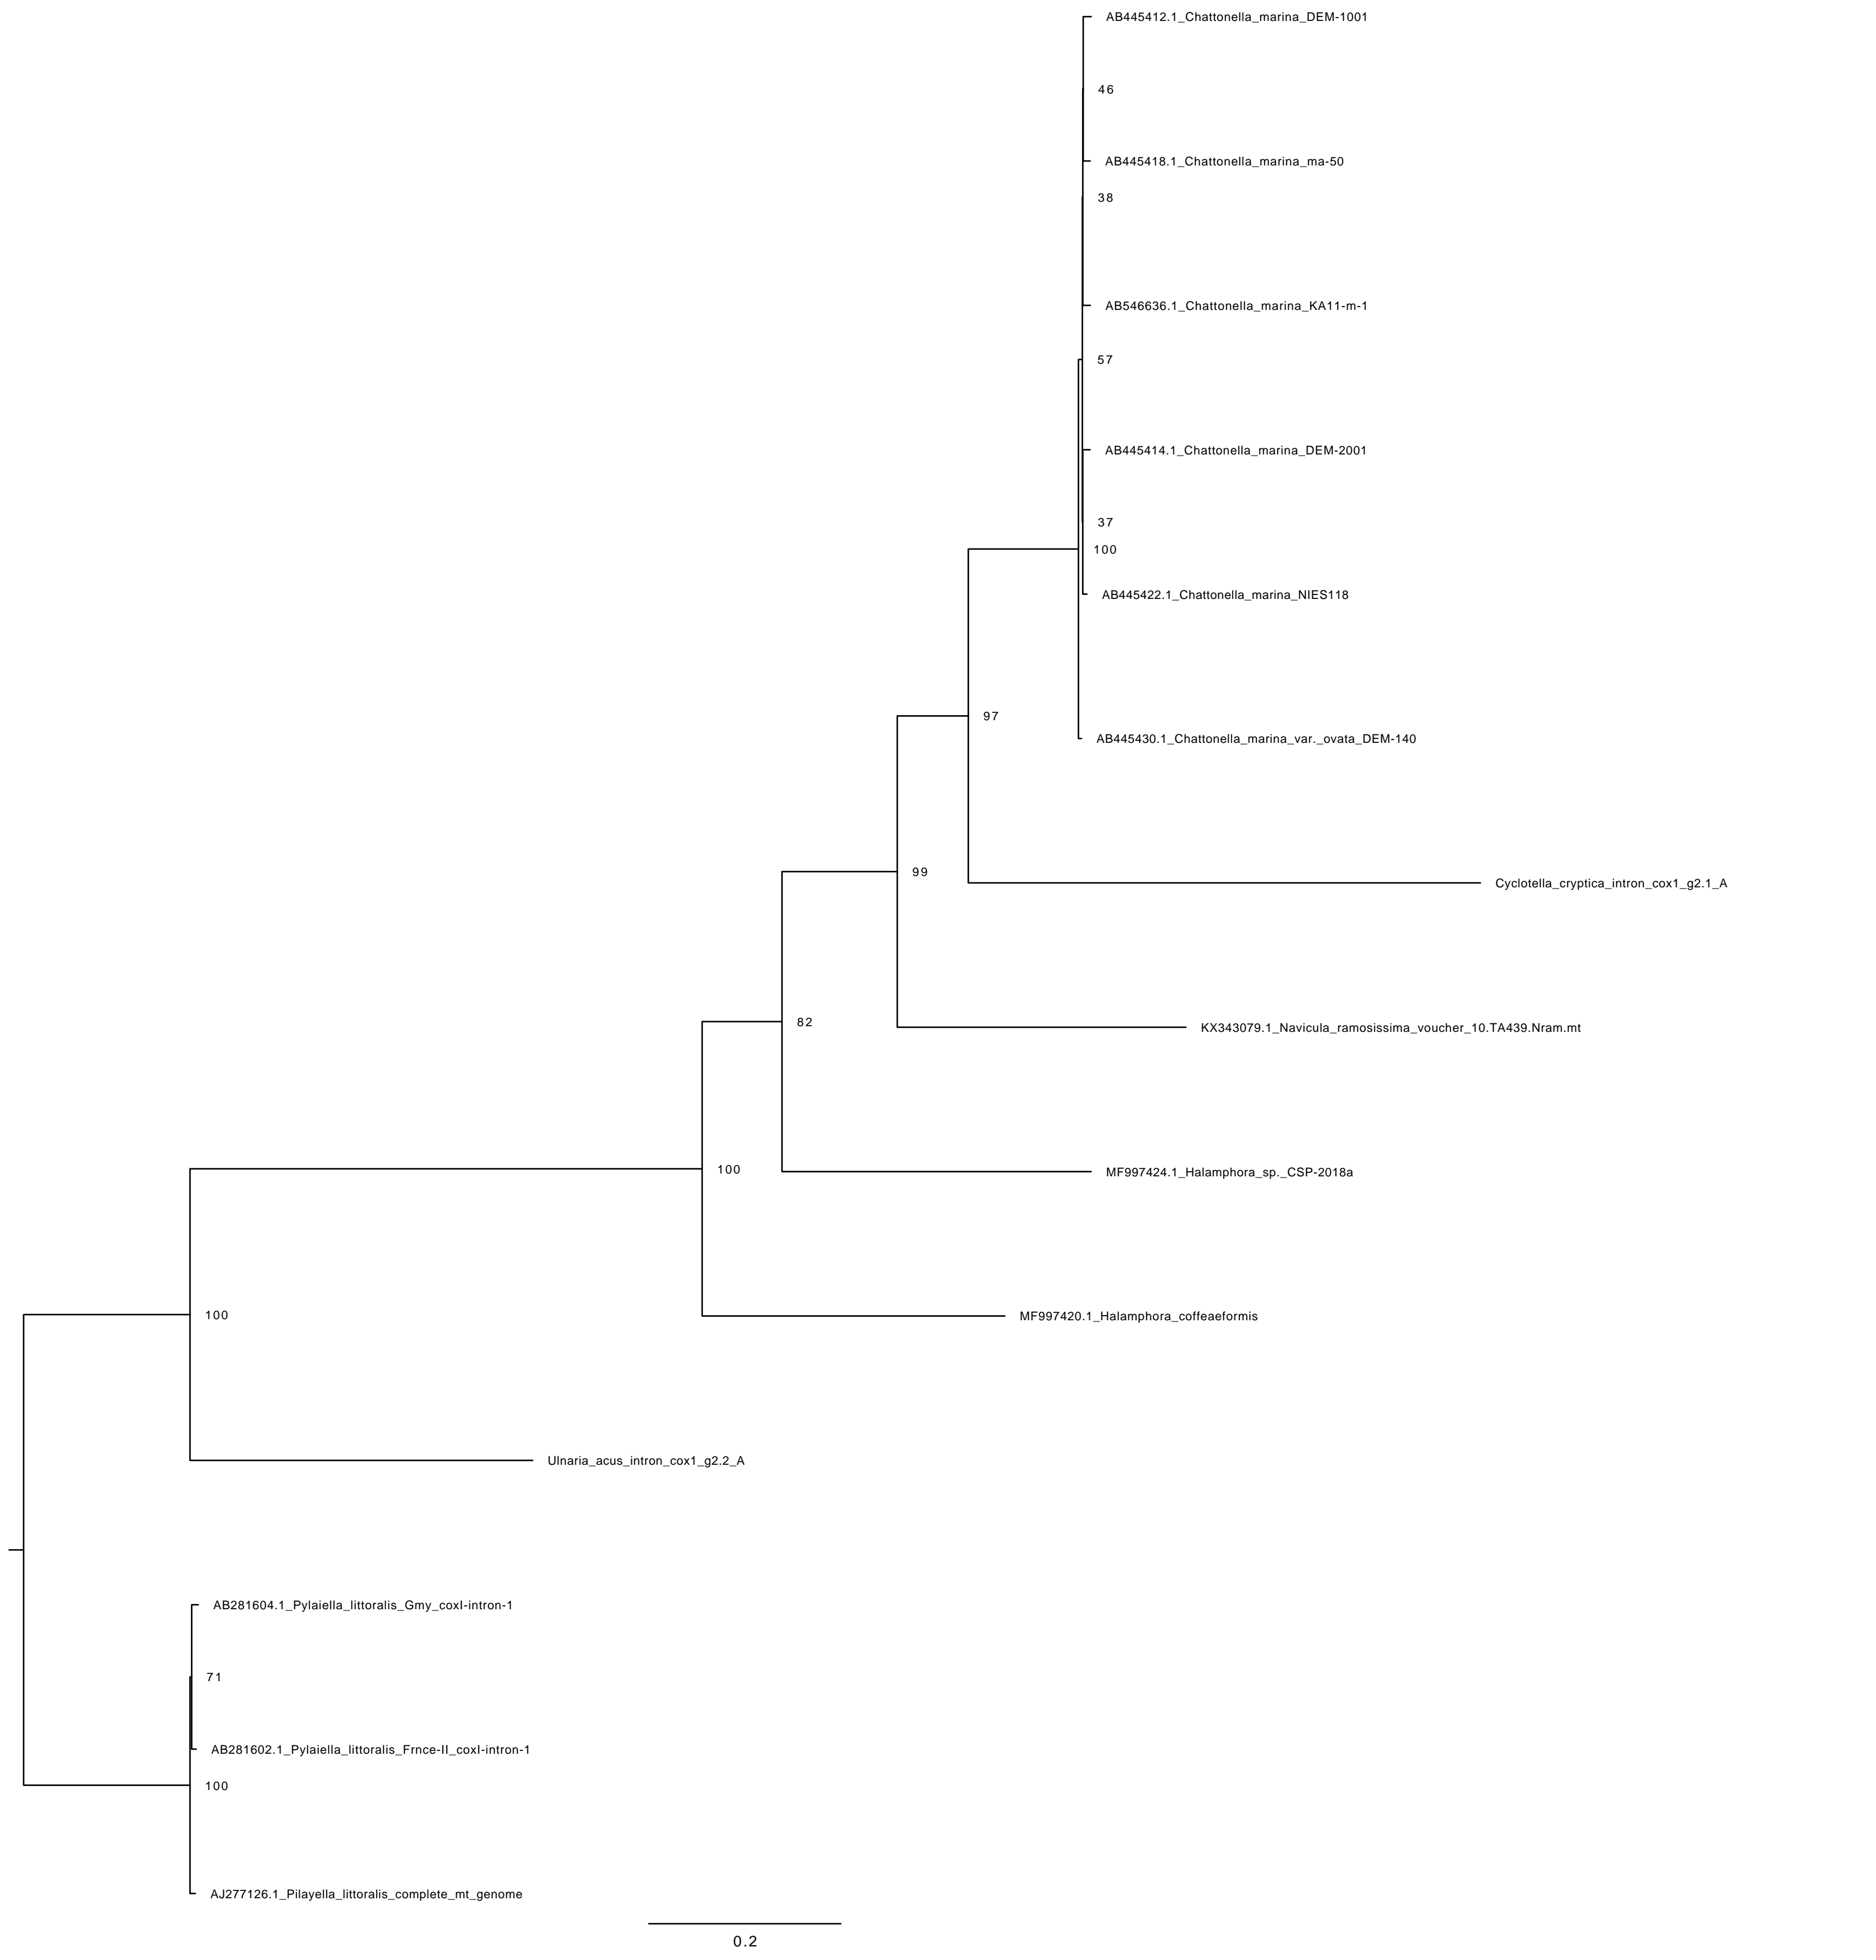 AB445412.1_Chattonella_marina_DEM-1001
46
AB445418.1_Chattonella_marina_ma-50
38
AB546636.1_Chattonella_marina_KA11-m-1
57
AB445414.1_Chattonella_marina_DEM-2001
37
100
AB445422.1_Chattonella_marina_NIES118
97
AB445430.1_Chattonella_marina_var._ovata_DEM-140
99
Cyclotella_cryptica_intron_cox1_g2.1_A
82
KX343079.1_Navicula_ramosissima_voucher_10.TA439.Nram.mt
100
MF997424.1_Halamphora_sp._CSP-2018a
100
MF997420.1_Halamphora_coffeaeformis
Ulnaria_acus_intron_cox1_g2.2_A
AB281604.1_Pylaiella_littoralis_Gmy_coxI-intron-1
71
AB281602.1_Pylaiella_littoralis_Frnce-II_coxI-intron-1
100
AJ277126.1_Pilayella_littoralis_complete_mt_genome
0.2